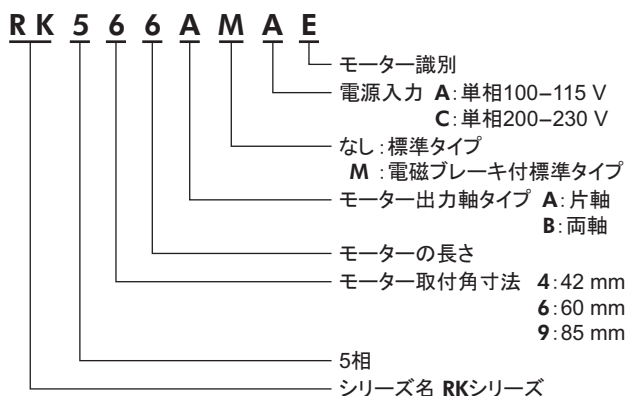 RK566AMAE
モーター識別
電源入力 A:単相100–115 V
C:単相200–230 V
なし:標準タイプ
M:電磁ブレーキ付標準タイプ
モーター出力軸タイプ A:片軸
B:両軸
モーターの長さ
モーター取付角寸法 4:42 mm
6:60 mm
9:85 mm
5相
シリーズ名 RKシリーズ